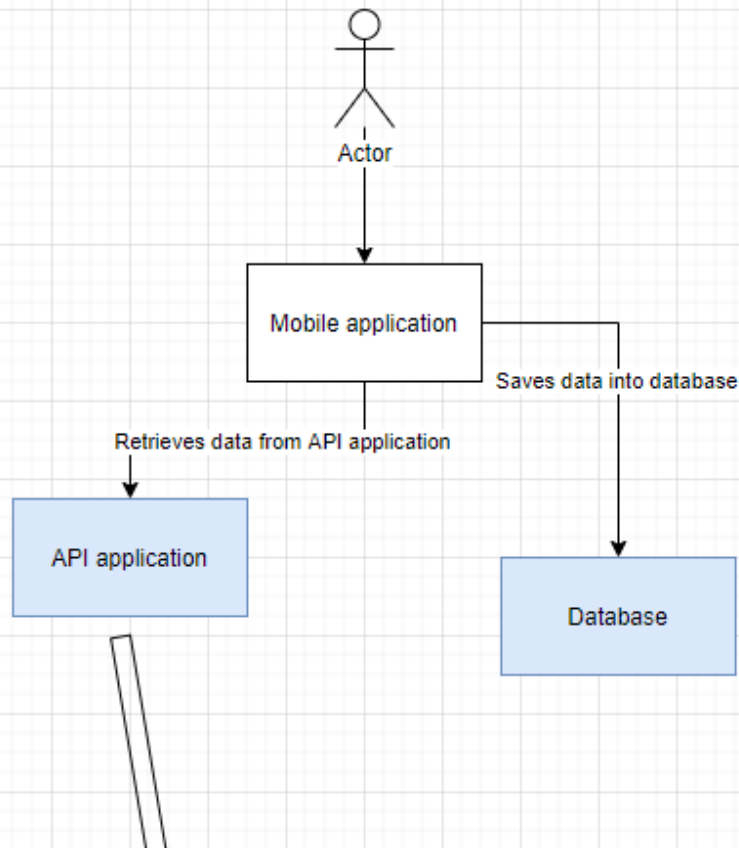 Actor
Mobile application
Saves data into database
Retrieves data from API application
API application
Database